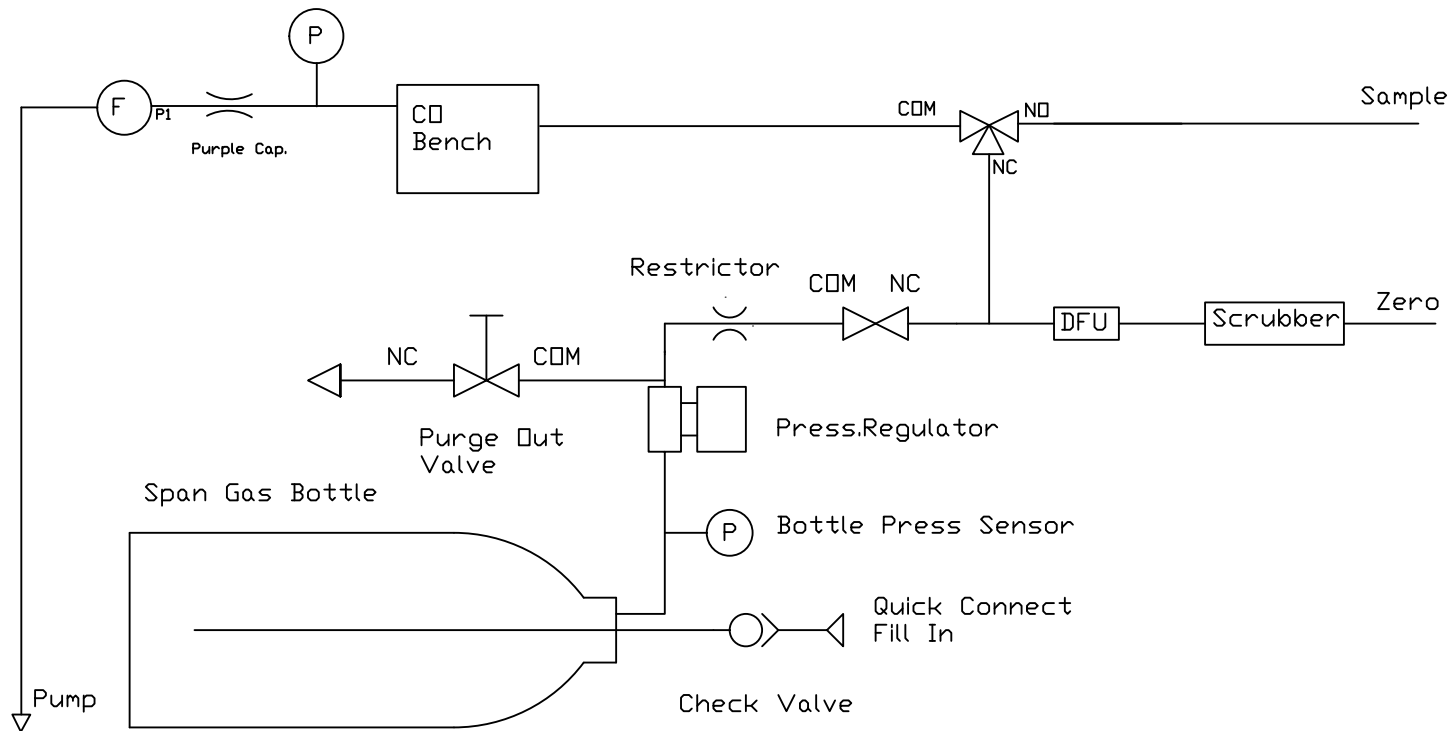 P
Sample
COM
NO
F
P1
CO
Bench
Purple Cap.
NC
Restrictor
COM
NC
Zero
DFU
Scrubber
NC
COM
Press.Regulator
Purge Out
Valve
Span Gas Bottle
P
Bottle Press Sensor
Quick Connect
Fill In
Pump
Check Valve